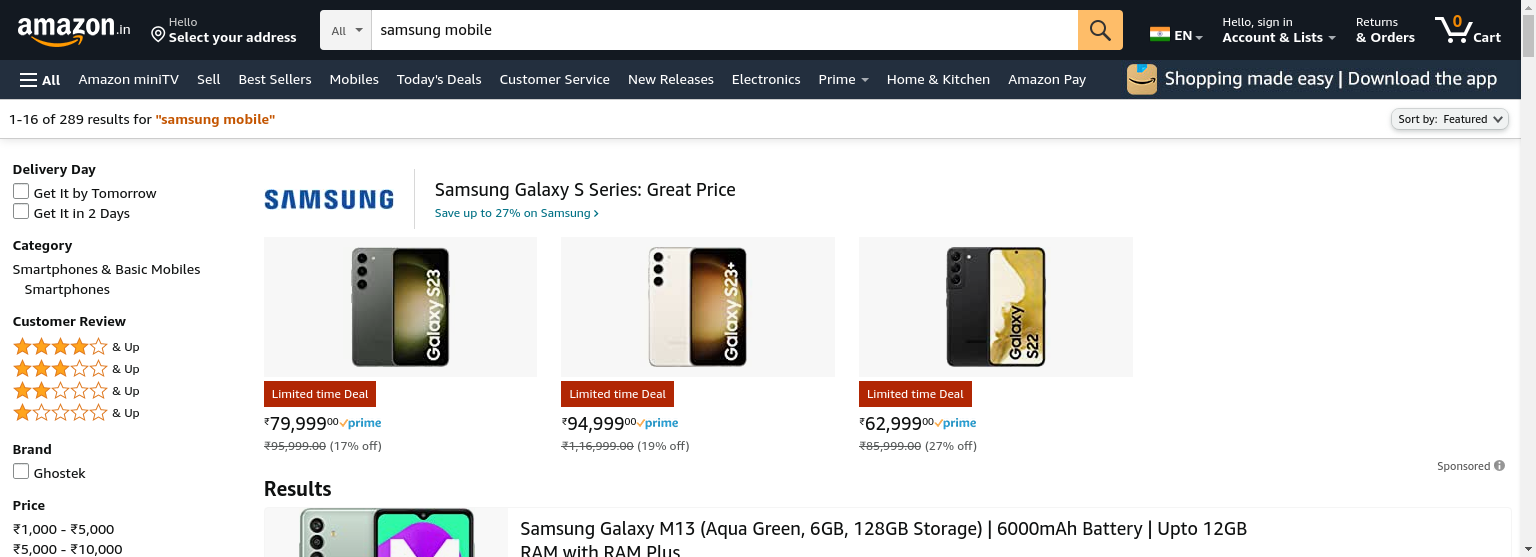 amazon.in
Hello
Select your address
All
samsung mobile
EN
Hello, sign in
Account & Lists
Returns
& Orders
0
Cart
All
Amazon miniTV
Sell
Best Sellers
Mobiles
Today's Deals
Customer Service
New Releases
Electronics
Prime
Home & Kitchen
Amazon Pay
Shopping made easy | Download the app
1-16 of 289 results for "samsung mobile"
Sort by: Featured
Delivery Day
Get It by Tomorrow
Get It in 2 Days
Category
Smartphones & Basic Mobiles
Smartphones
Customer Review
& Up
& Up
& Up
& Up
Brand
Ghostek
Price
₹1,000 - ₹5,000
₹5,000 - ₹10,000
SAMSUNG
Samsung Galaxy S Series: Great Price
Save up to 27% on Samsung ›
Galaxy S23
Limited time Deal
₹79,99900 prime
₹95,999.00 (17% off)
Galaxy S23+
Limited time Deal
₹94,99900 prime
₹1,16,999.00 (19% off)
Galaxy
S22
Limited time Deal
₹62,99900 prime
₹85,999.00 (27% off)
Sponsored
Results
Samsung Galaxy M13 (Aqua Green, 6GB, 128GB Storage) | 6000mAh Battery | Upto 12GB
RAM with RAM Plus